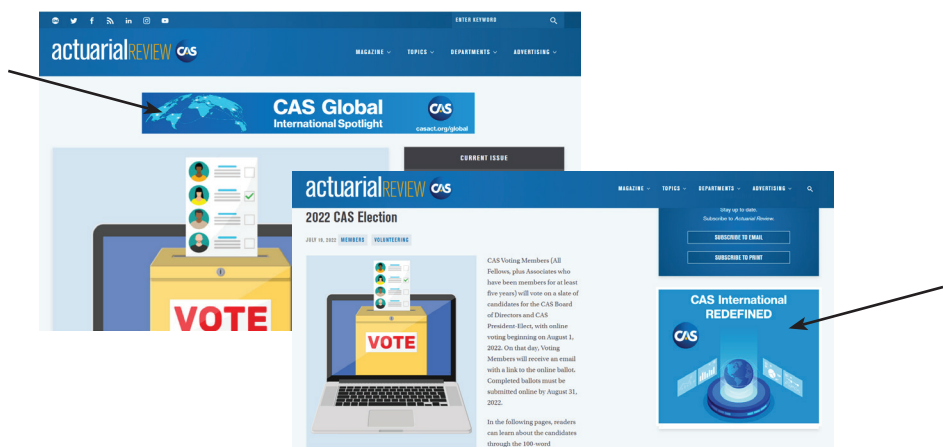 ENTER KEYWORD
actuarialREVIEW CAS
MAGAZINE
TOPICS
DEPARTMENTS
ADVERTISING
CAS Global
International Spotlight
CAS
casact.org/global
CURRENT ISSUE
VOTE
actuarialREVIEW CAS
MAGAZINE
TOPICS
DEPARTMENTS
ADVERTISING
2022 CAS Election
JULY 18, 2022 MEMBERS VOLUNTEERING
VOTE
CAS Voting Members (All
Fellows, plus Associates who
have been members for at least
five years) will vote on a slate of
candidates for the CAS Board
of Directors and CAS
President-Elect, with online
voting beginning on August 1,
2022. On that day, Voting
Members will receive an email
with a link to the online ballot.
Completed ballots must be
submitted online by August 31,
2022.
In the following pages, readers
can learn about the candidates
through the 100-word
Stay up to date.
Subscribe to Actuarial Review.
SUBSCRIBE TO EMAIL
SUBSCRIBE TO PRINT
CAS International
REDEFINED
CAS